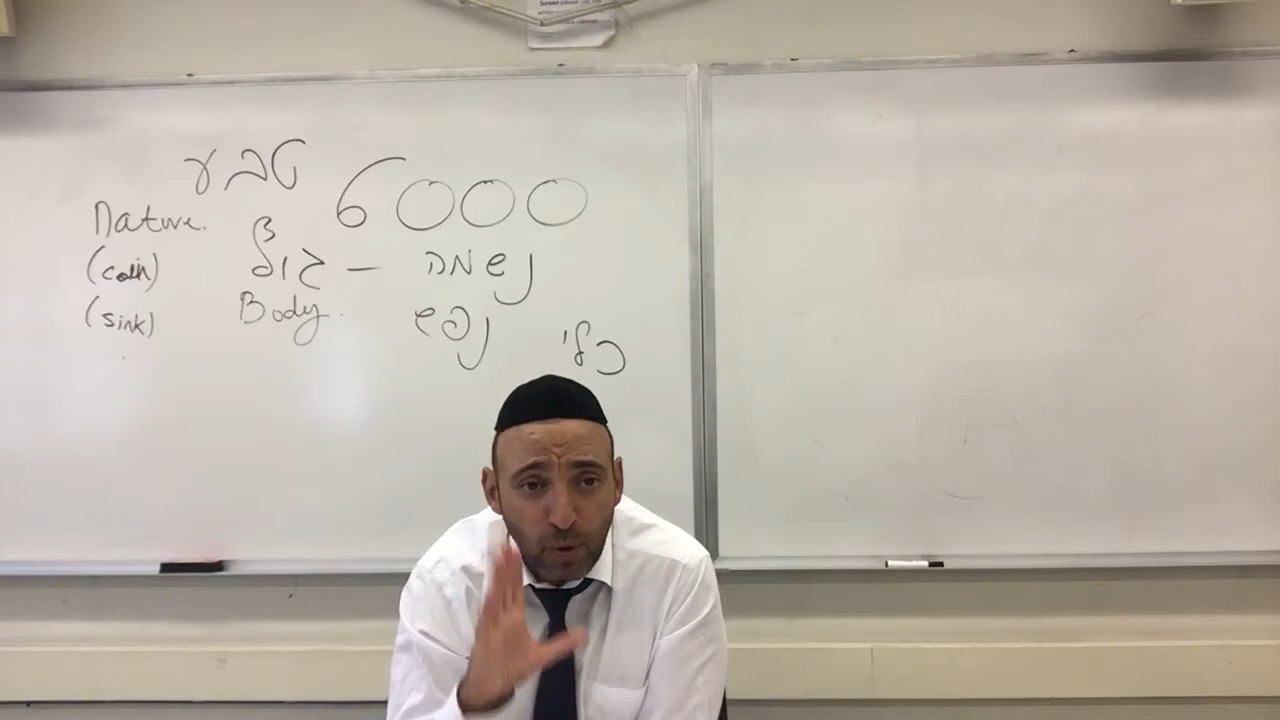 טבע 6000
Nature.
(coin) גוף – נשמה
(sink) Body. נפש
כלי